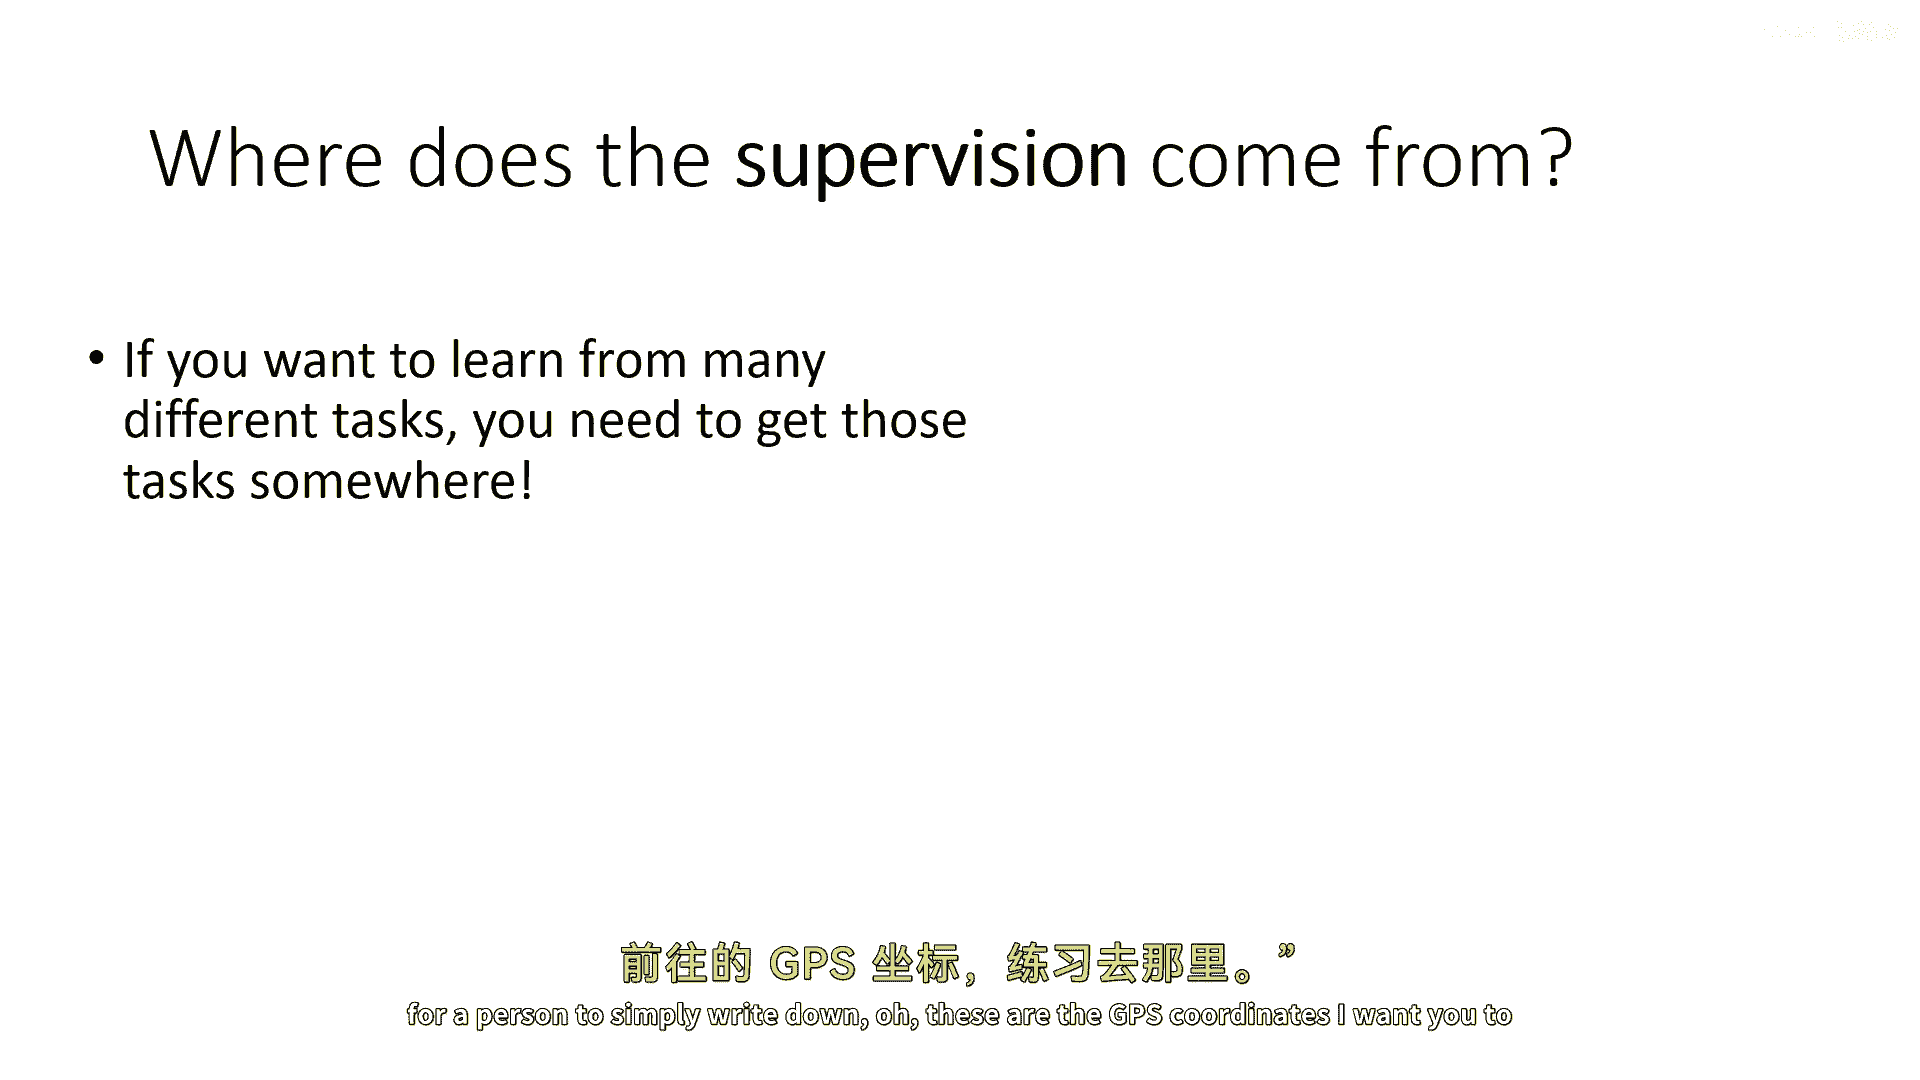 Where does the supervision come from?
• If you want to learn from many
different tasks, you need to get those
tasks somewhere!
前往的 GPS 坐标，练习去那里。”
for a person to simply write down, oh, these are the GPS coordinates I want you to